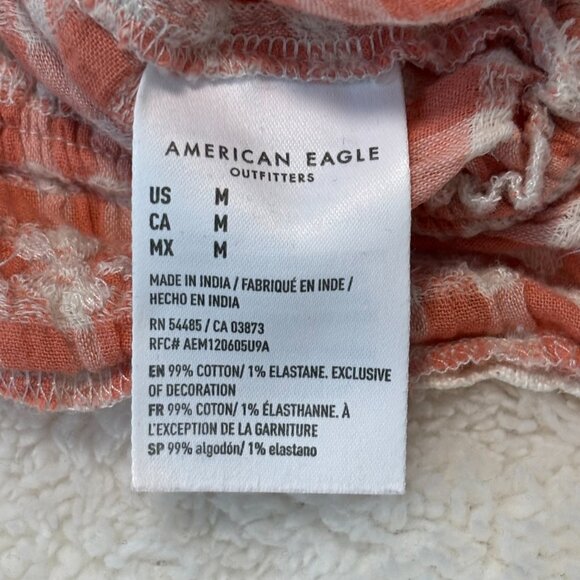 AMERICAN EAGLE
OUTFITTERS
US M
CA M
MX M
MADE IN INDIA / FABRIQUÉ EN INDE /
HECHO EN INDIA
RN 54485 / CA 03873
RFC# AEM120605U9A
EN 99% COTTON/ 1% ELASTANE. EXCLUSIVE
OF DECORATION
FR 99% COTON/ 1% ÉLASTHANNE. À
L'EXCEPTION DE LA GARNITURE
SP 99% algodón/ 1% elastano